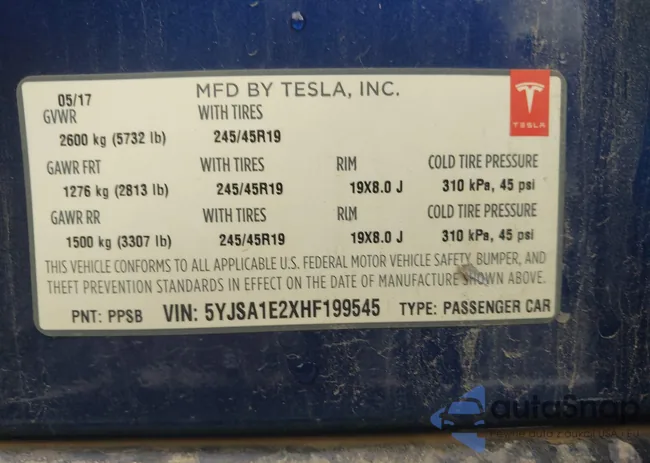 05/17 MFD BY TESLA, INC.
GVWR WITH TIRES
2600 kg (5732 lb) 245/45R19
TESLA
GAWR FRT WITH TIRES RIM COLD TIRE PRESSURE
1276 kg (2813 lb) 245/45R19 19X8.0 J 310 kPa, 45 psi
GAWR RR WITH TIRES RIM COLD TIRE PRESSURE
1500 kg (3307 lb) 245/45R19 19X8.0 J 310 kPa, 45 psi
THIS VEHICLE CONFORMS TO ALL APPLICABLE U.S. FEDERAL MOTOR VEHICLE SAFETY, BUMPER, AND
THEFT PREVENTION STANDARDS IN EFFECT ON THE DATE OF MANUFACTURE SHOWN ABOVE.
PNT: PPSB VIN: 5YJSA1E2XHF199545 TYPE: PASSENGER CAR
autoSnap